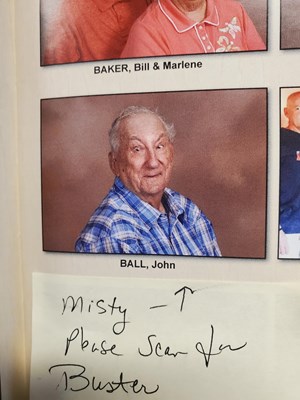 BAKER, Bill & Marlene
BALL, John
Misty – ↑
Please Scan for
Buster